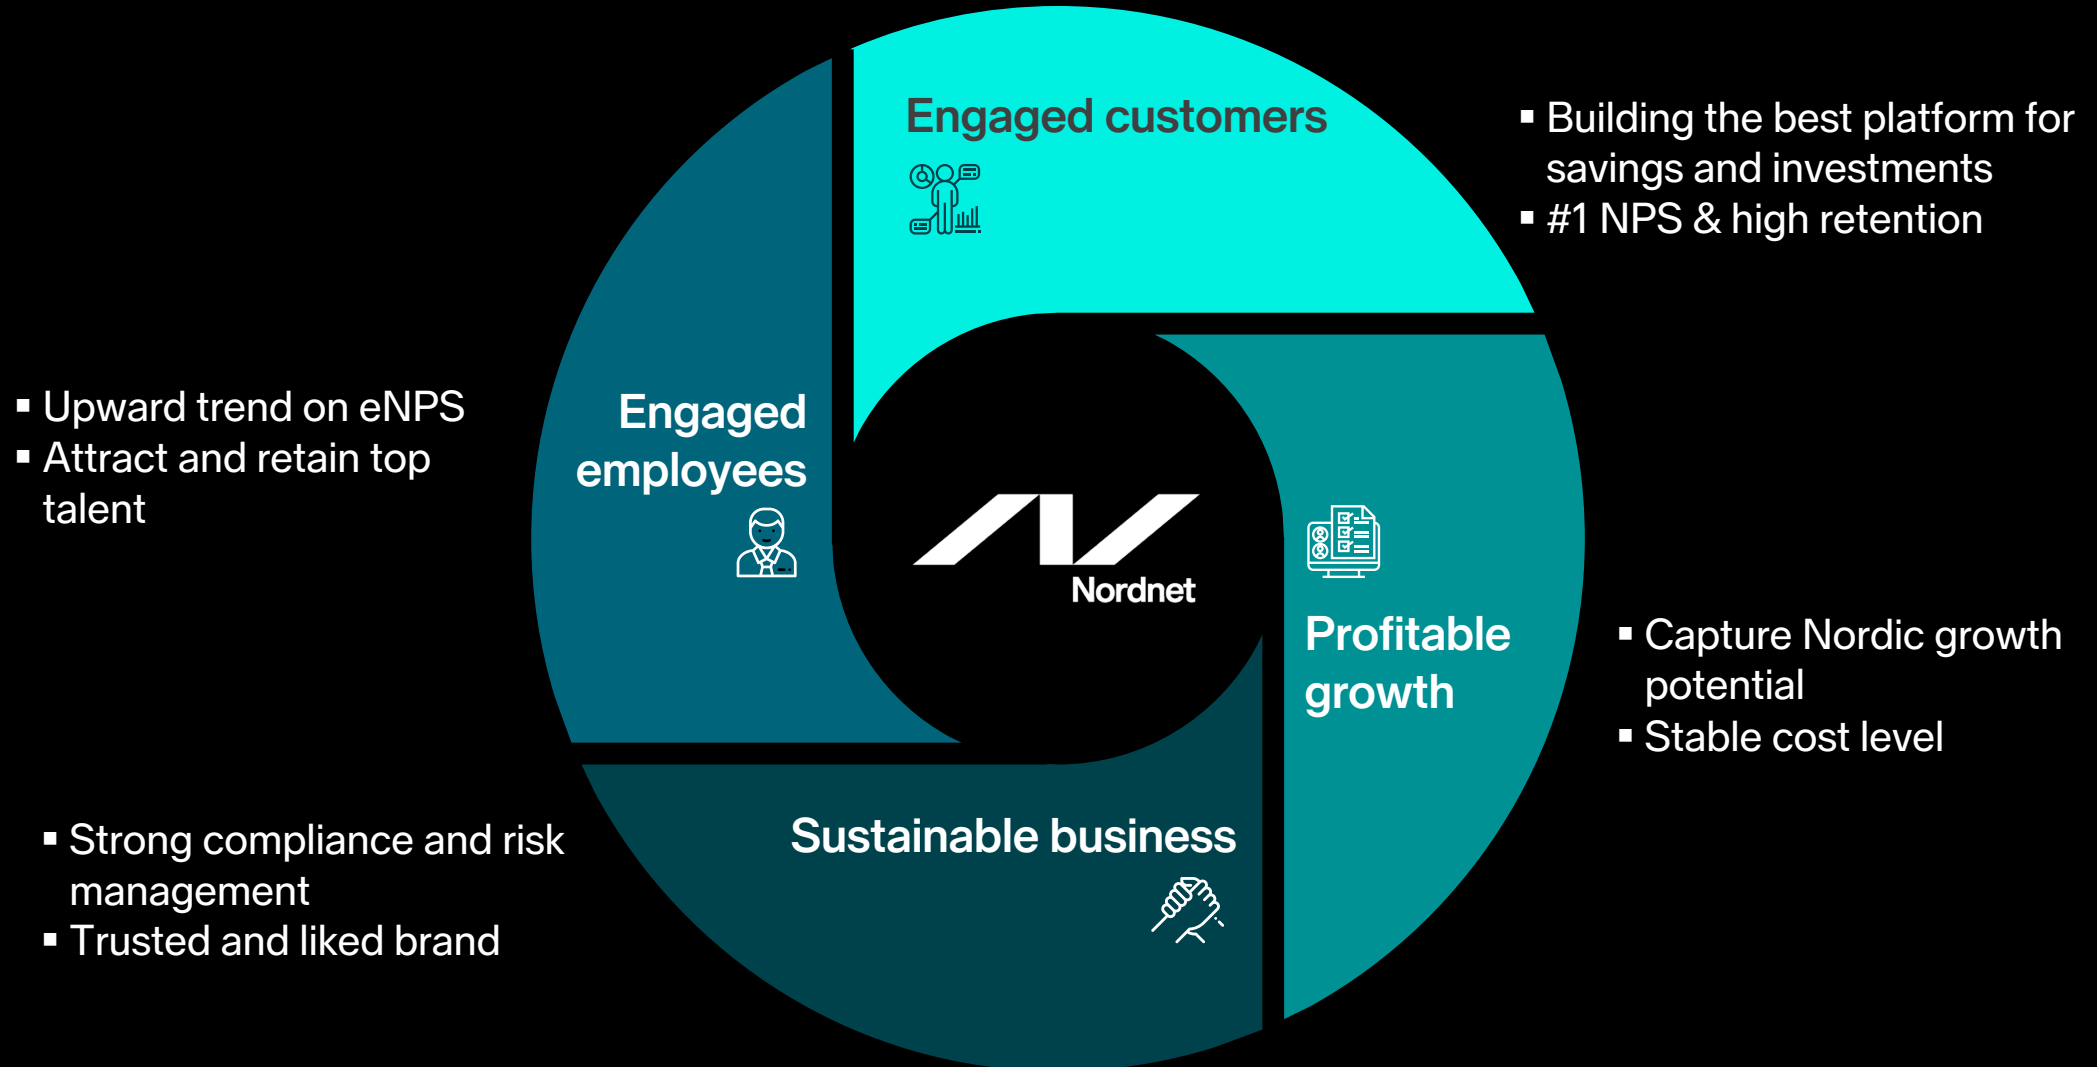 Engaged customers
▪ Building the best platform for
savings and investments
▪ #1 NPS & high retention
▪ Upward trend on eNPS
▪ Attract and retain top
talent
Engaged
employees
Nordnet
Profitable
growth
▪ Capture Nordic growth
potential
▪ Stable cost level
Sustainable business
▪ Strong compliance and risk
management
▪ Trusted and liked brand